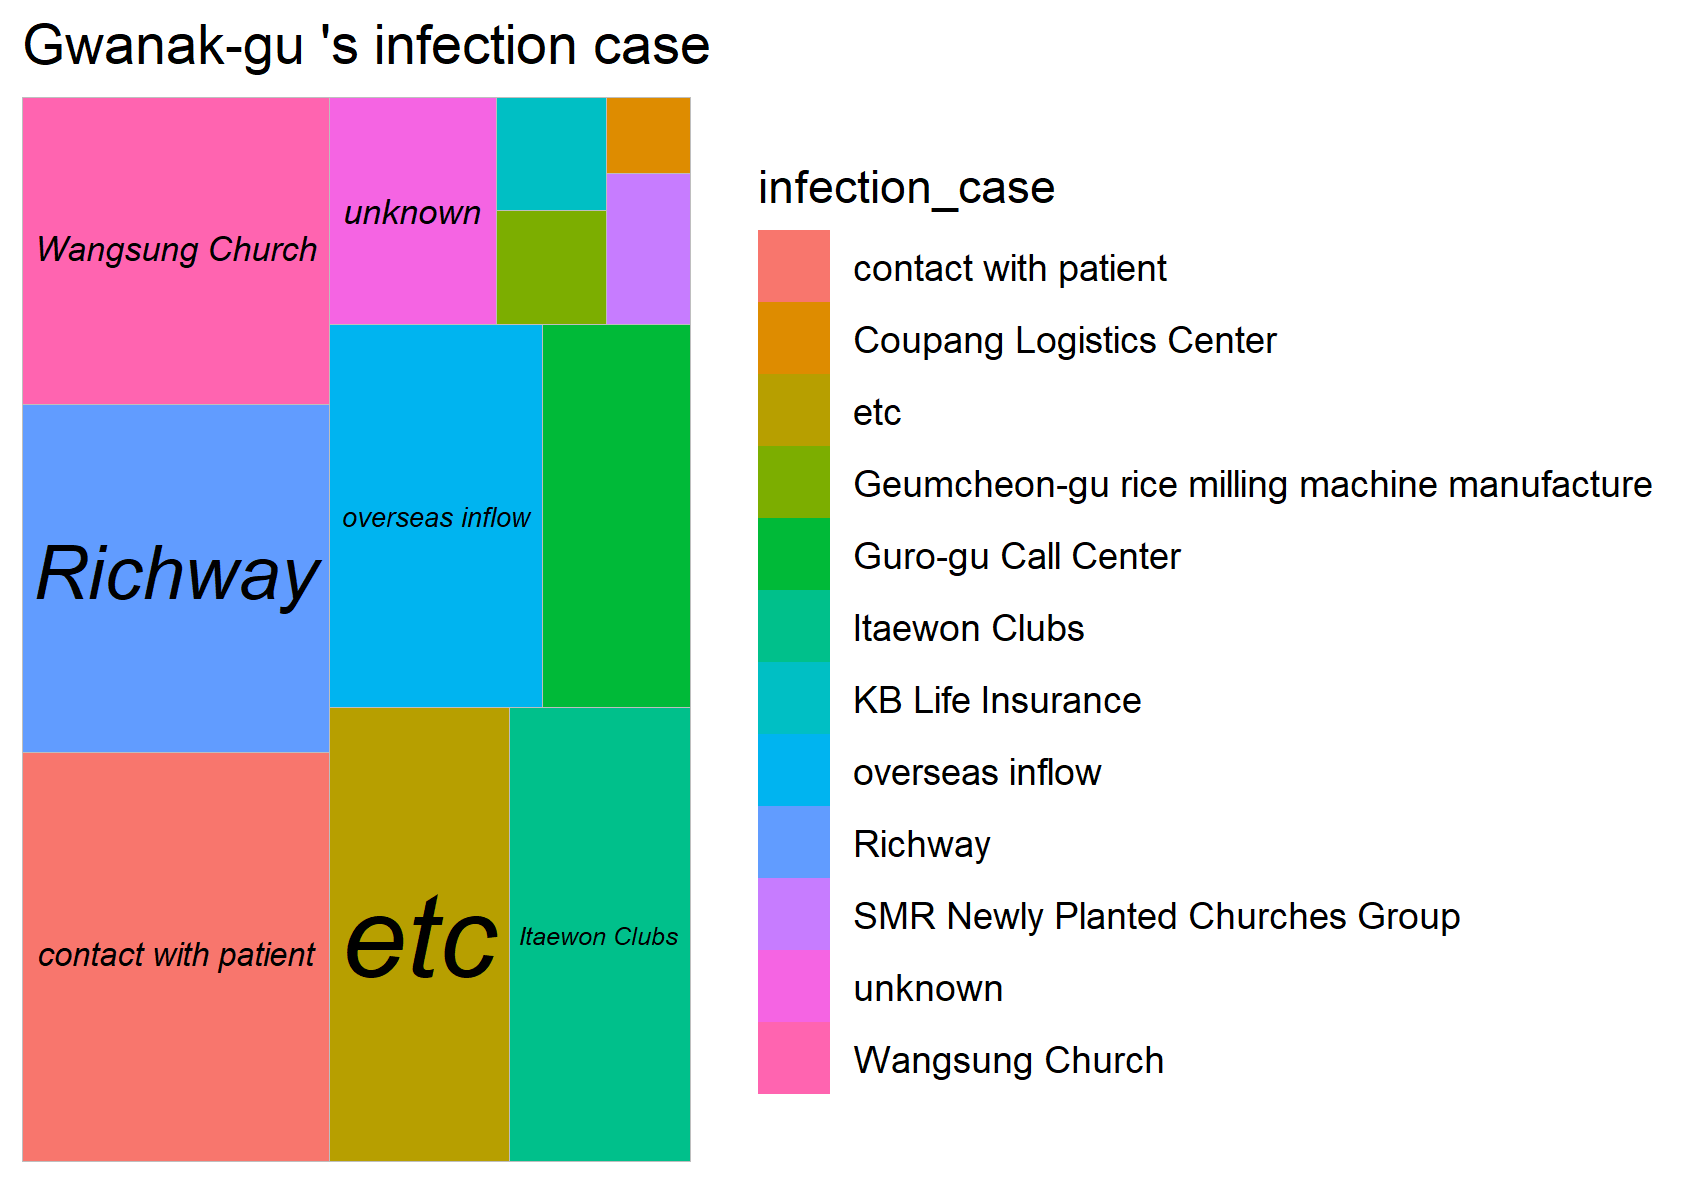 Gwanak-gu 's infection case
Wangsung Church
unknown
Richway
overseas inflow
contact with patient
etc
Itaewon Clubs
infection_case
contact with patient
Coupang Logistics Center
etc
Geumcheon-gu rice milling machine manufacture
Guro-gu Call Center
Itaewon Clubs
KB Life Insurance
overseas inflow
Richway
SMR Newly Planted Churches Group
unknown
Wangsung Church